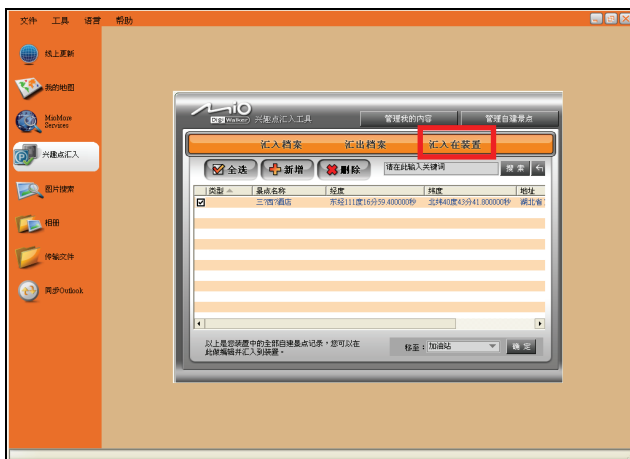 文件 工具 语言 帮助
线上更新
我的地图
MioMore
Services
兴趣点汇入
图片搜索
相册
传输文件
同步Outlook
Mio
DigiWalker 兴趣点汇入工具 管理我的内容 管理自建景点
汇入档案 汇出档案 汇入在装置
全选 新增 删除 请在此输入关键词 搜索
类型 景点名称 经度 纬度 地址
三?西?酒店 东经111度16分59.400000秒 北纬40度43分41.800000秒 湖北省
以上是您装置中的全部自建景点记录，您可以在
此做编辑并汇入到装置。
移至：加油站 确定